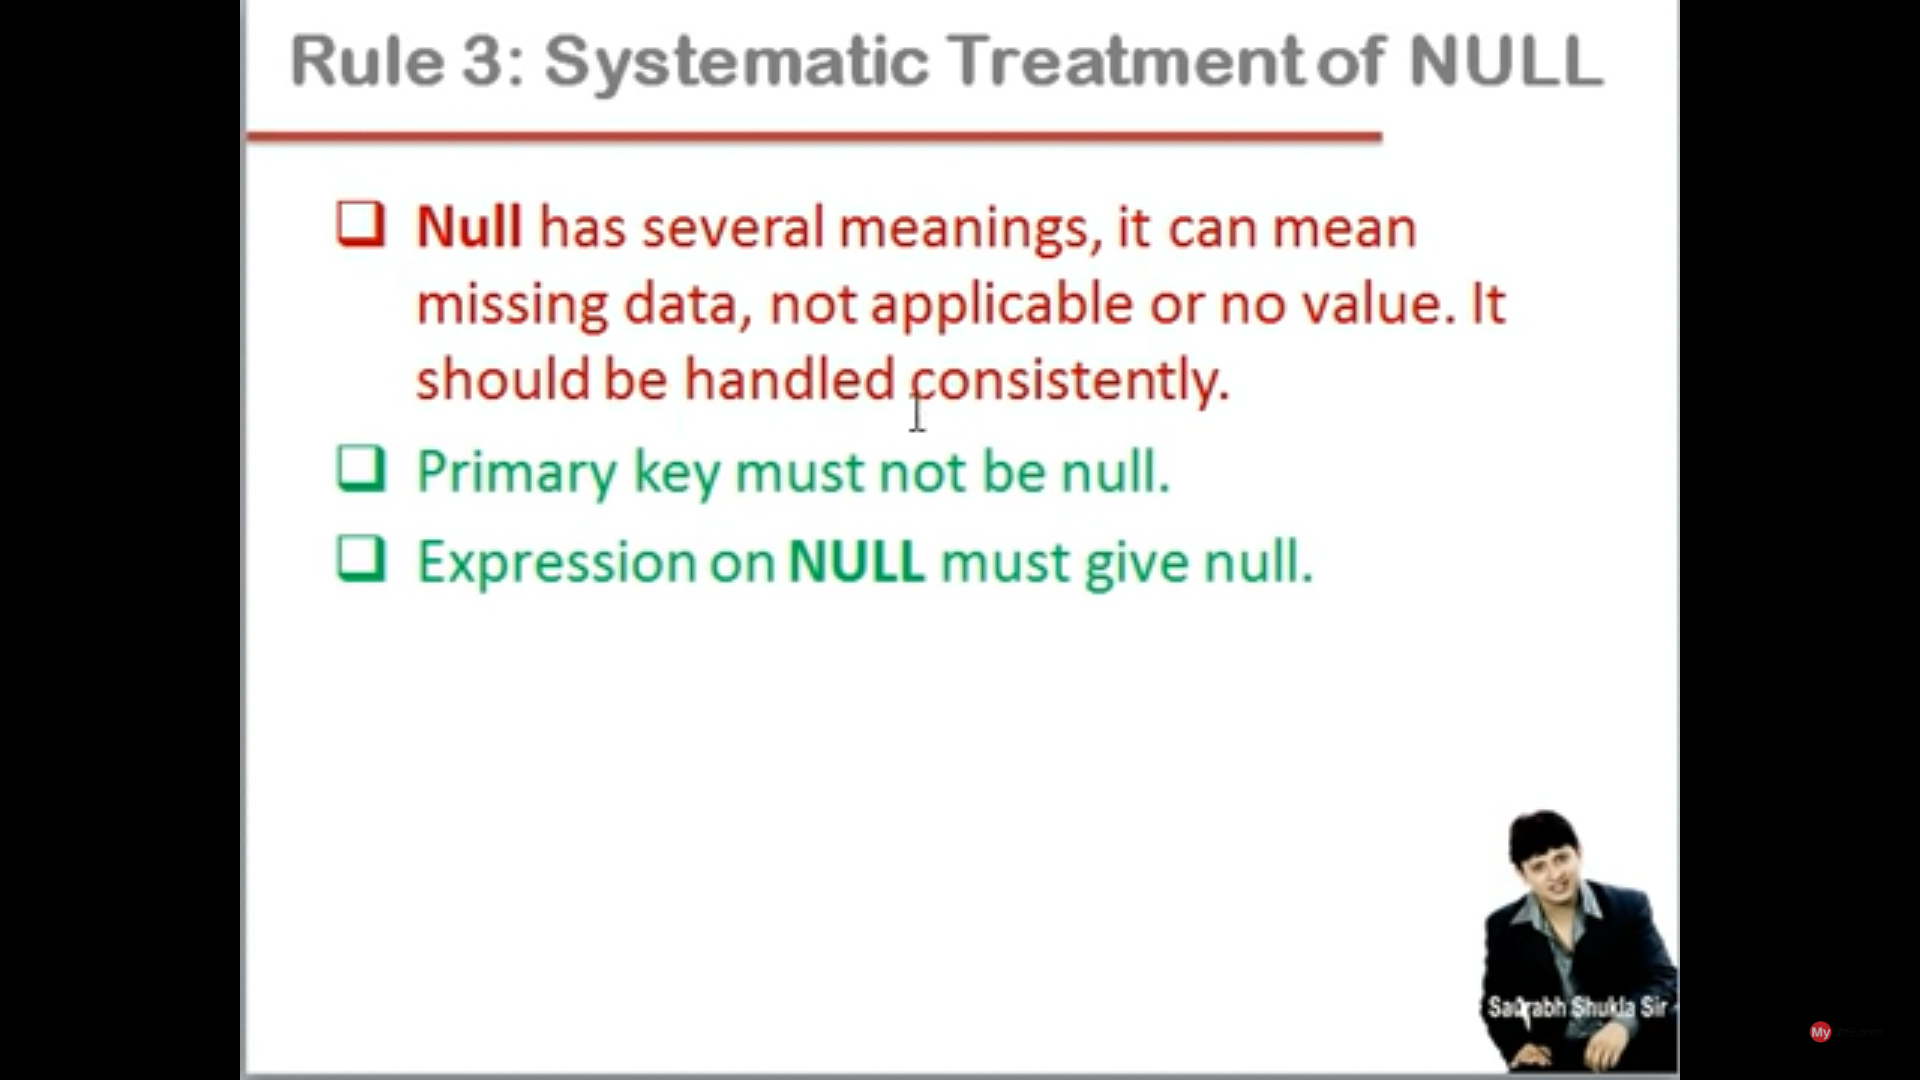 Rule 3: Systematic Treatment of NULL
Null has several meanings, it can mean
missing data, not applicable or no value. It
should be handled consistently.
Primary key must not be null.
Expression on NULL must give null.
Saurabh Shukla Sir
My